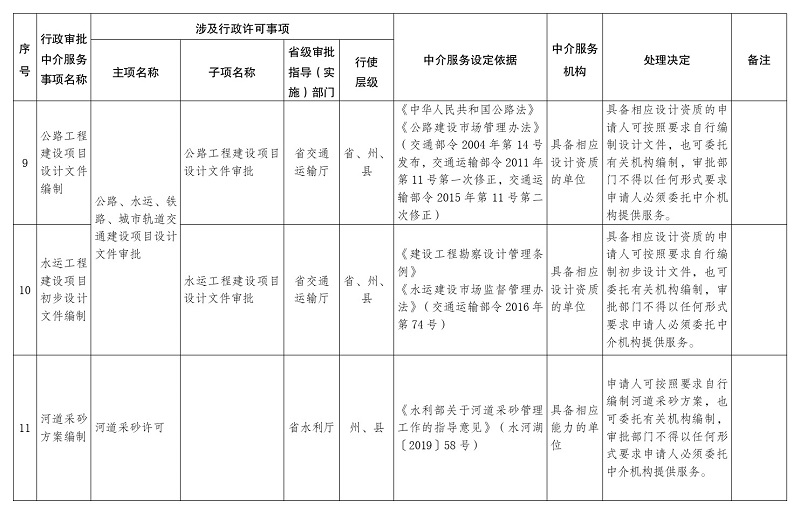 序号
行政审批
中介服务
事项名称
涉及行政许可事项
主项名称
子项名称
省级审批
指导（实
施）部门
行使
层级
中介服务设定依据
中介服务
机构
处理决定
备注
9
公路工程
建设项目
设计文件
编制
公路、水运、铁
路、城市轨道交
通建设项目设计
文件审批
公路工程建设项目
设计文件审批
省交通
运输厅
省、州、
县
《中华人民共和国公路法》
《公路建设市场管理办法》
（交通部令 2004 年第 14 号
发布，交通运输部令 2011 年
第 11 号第一次修正，交通运
输部令 2015 年第 11 号第二
次修正）
具备相应
设计资质
的单位
具备相应设计资质的申
请人可按照要求自行编
制设计文件，也可委托
有关机构编制，审批部
门不得以任何形式要求
申请人必须委托中介机
构提供服务。
10
水运工程
建设项目
初步设计
文件编制
水运工程建设项目
设计文件审批
省交通
运输厅
省、州、
县
《建设工程勘察设计管理条
例》
《水运建设市场监督管理办
法》（交通运输部令 2016 年
第 74 号）
具备相应
设计资质
的单位
具备相应设计资质的申
请人可按照要求自行编
制初步设计文件，也可
委托有关机构编制，审
批部门不得以任何形式
要求申请人必须委托中
介机构提供服务。
11
河道采砂
方案编制
河道采砂许可
省水利厅
州、县
《水利部关于河道采砂管理
工作的指导意见》（水河湖
〔2019〕58 号）
具备相应
能力的单
位
申请人可按照要求自行
编制河道采砂方案，也
可委托有关机构编制，
审批部门不得以任何形
式要求申请人必须委托
中介机构提供服务。